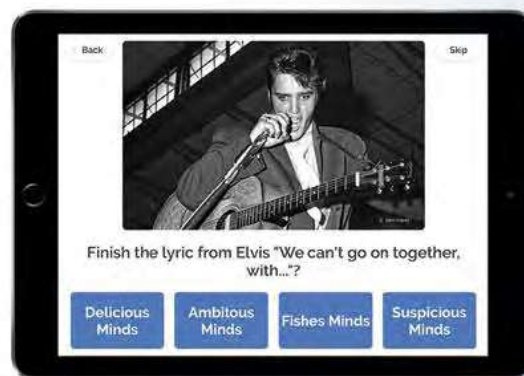 Back
Skip
Finish the lyric from Elvis "We can't go on together,
with..."?
Delicious
Minds
Ambitous
Minds
Fishes Minds
Suspicious
Minds